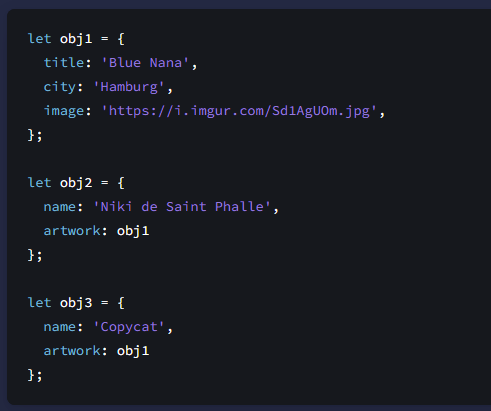 let obj1 = {
  title: 'Blue Nana',
  city: 'Hamburg',
  image: 'https://i.imgur.com/Sd1AgUOm.jpg',
};

let obj2 = {
  name: 'Niki de Saint Phalle',
  artwork: obj1
};

let obj3 = {
  name: 'Copycat',
  artwork: obj1
};